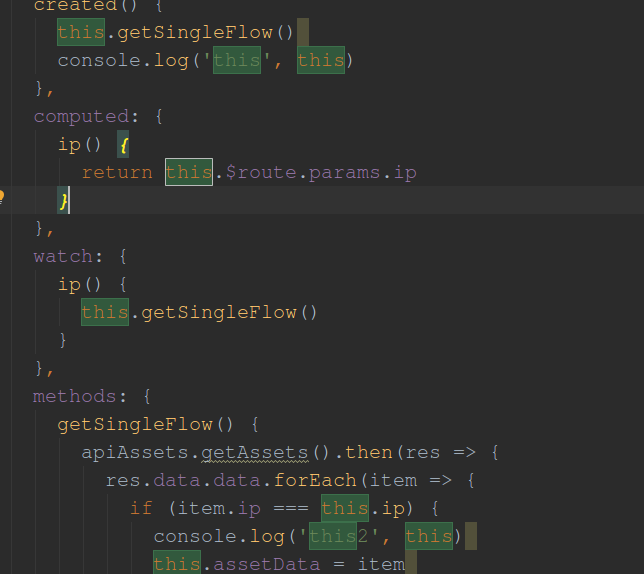 created() {
this.getSingleFlow()
console.log('this', this)
},
computed: {
ip() {
return this.$route.params.ip
}
},
watch: {
ip() {
this.getSingleFlow()
}
},
methods: {
getSingleFlow() {
apiAssets.getAssets().then(res => {
res.data.data.forEach(item => {
if (item.ip === this.ip) {
console.log('this2', this)
this.assetData = item